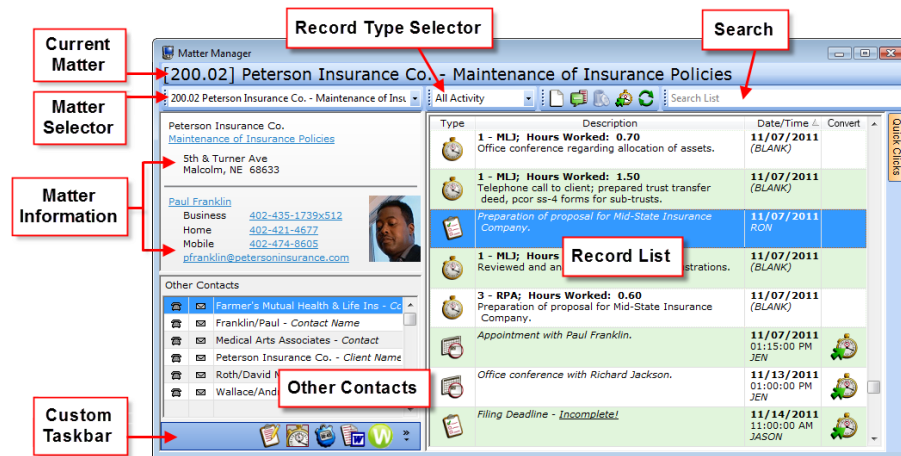 Record Type Selector
Search
Current
Matter
Matter Manager
[200.02] Peterson Insurance Co. - Maintenance of Insurance Policies
Matter
Selector
200.02 Peterson Insurance Co. - Maintenance of Insu
All Activity
Search List
Quick Clicks
Peterson Insurance Co.
Maintenance of Insurance Policies
5th & Turner Ave
Malcolm, NE 68633
Matter
Information
Paul Franklin
Business 402-435-1739x512
Home 402-421-4677
Mobile 402-474-8605
pfranklin@petersoninsurance.com
Other Contacts
Farmer's Mutual Health & Life Ins - Co
Franklin/Paul - Contact Name
Medical Arts Associates - Contact
Peterson Insurance Co. - Client Name
Roth/David
Wallace/Andr
Other Contacts
Custom
Taskbar
W
W
Type Description Date/Time Convert
1 - MLJ; Hours Worked: 0.70 11/07/2011
Office conference regarding allocation of assets. (BLANK)
1 - MLJ; Hours Worked: 1.50 11/07/2011
Telephone call to client; prepared trust transfer (BLANK)
deed, pcor ss-4 forms for sub-trusts.
Preparation of proposal for Mid-State Insurance 11/07/2011
Company. RON
Record List
1 - MLJ; Hou 11/07/2011
Reviewed and an istrations. (BLANK)
3 - RPA; Hours Worked: 0.60 11/07/2011
Preparation of proposal for Mid-State Insurance (BLANK)
Company.
Appointment with Paul Franklin. 11/07/2011
01:15:00 PM
JEN
Office conference with Richard Jackson. 11/13/2011
01:00:00 PM
JEN
Filing Deadline - Incomplete! 11/14/2011
11:00:00 AM
JASON